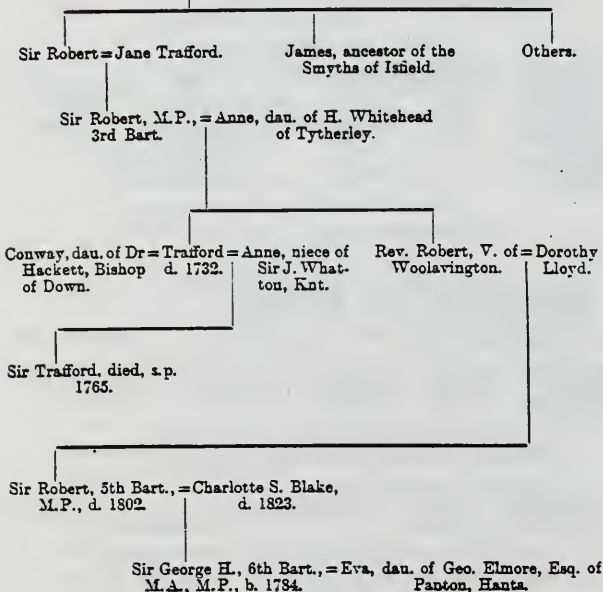 Sir Robert = Jane Trafford.
James, ancestor of the
Smyths of Isfield.
Others.
Sir Robert, M.P., = Anne, dau. of H. Whitehead
3rd Bart. of Tytherley.
Conway, dau. of Dr = Trafford = Anne, niece of
Hackett, Bishop d. 1732. Sir J. What-
of Down. ton, Knt.
Rev. Robert, V. of = Dorothy
Woolavington. Lloyd.
Sir Trafford, died, s.p.
1765.
Sir Robert, 5th Bart., = Charlotte S. Blake,
M.P., d. 1802. d. 1823.
Sir George H., 6th Bart., = Eva, dau. of Geo. Elmore, Esq. of
M.A., M.P., b. 1784. Panton, Hants.